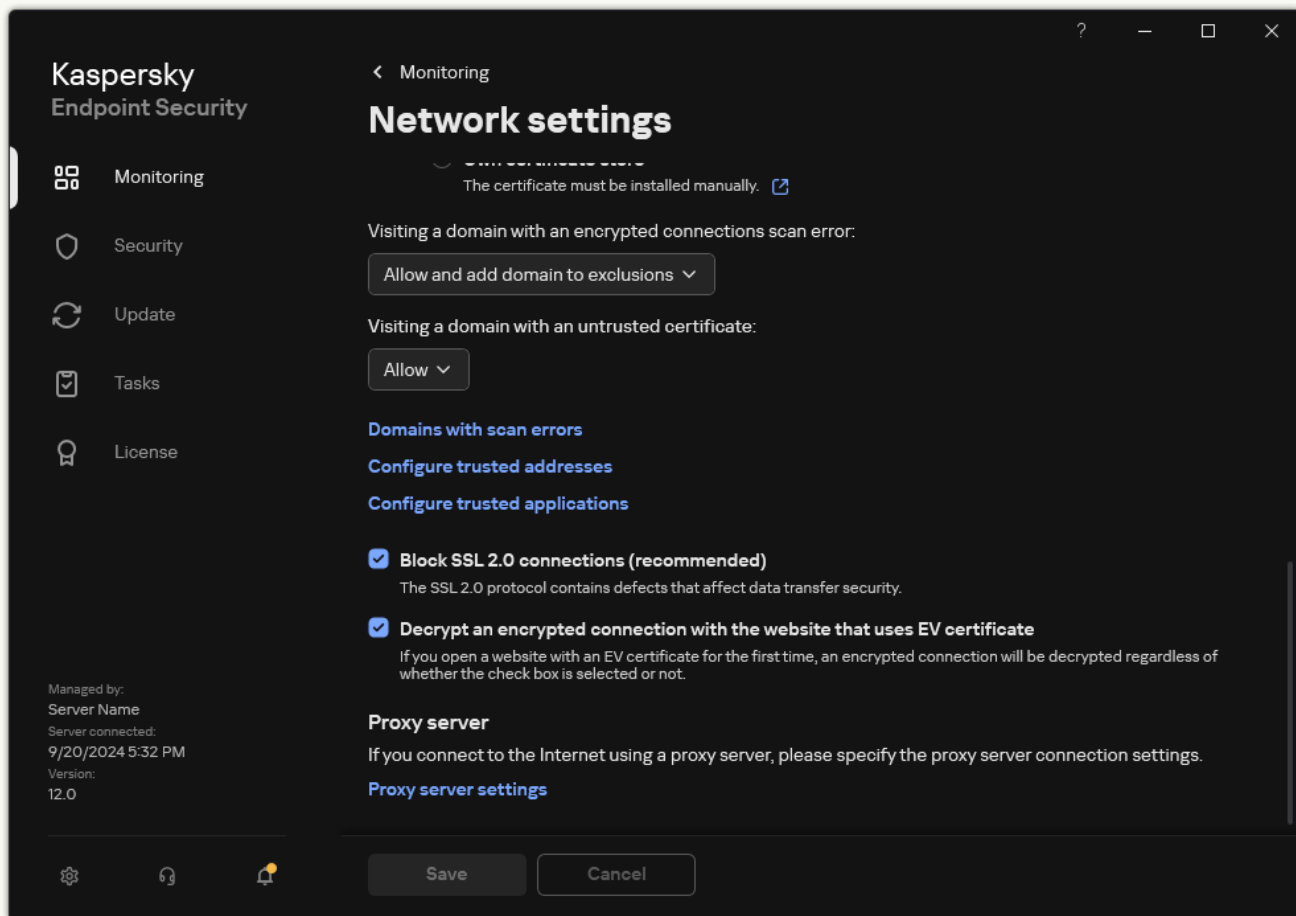 ?
Kaspersky
Endpoint Security
Monitoring
Security
Update
Tasks
License
Managed by:
Server Name
Server connected:
9/20/2024 5:32 PM
Version:
12.0
Monitoring
Network settings
Own certificate store
The certificate must be installed manually.
Visiting a domain with an encrypted connections scan error:
Allow and add domain to exclusions
Visiting a domain with an untrusted certificate:
Allow
Domains with scan errors
Configure trusted addresses
Configure trusted applications
Block SSL 2.0 connections (recommended)
The SSL 2.0 protocol contains defects that affect data transfer security.
Decrypt an encrypted connection with the website that uses EV certificate
If you open a website with an EV certificate for the first time, an encrypted connection will be decrypted regardless of
whether the check box is selected or not.
Proxy server
If you connect to the Internet using a proxy server, please specify the proxy server connection settings.
Proxy server settings
Save
Cancel